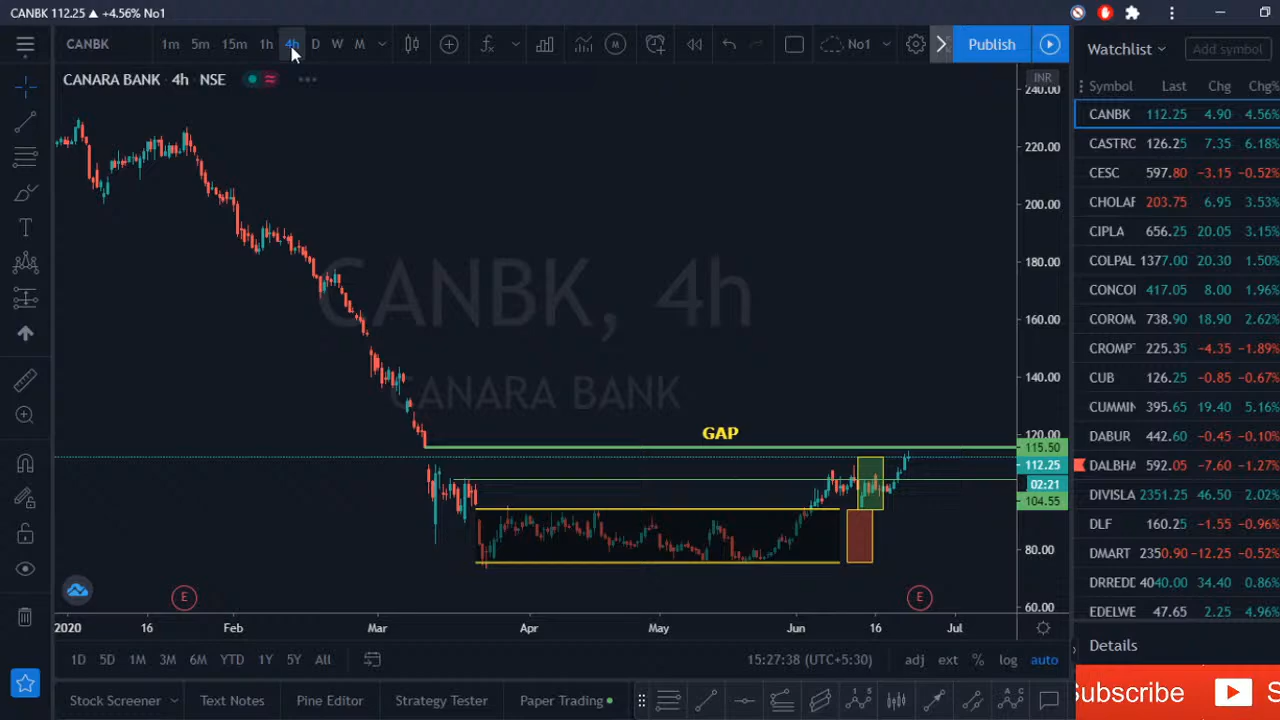 CANBK 112.25 ▲ +4.56% No1
CANBK 1m 5m 15m 1h 4h D W M No1 Publish
Watchlist Add symbol
CANARA BANK · 4h · NSE
INR
Symbol Last Chg Chg%
CANBK 112.25 4.90 4.56%
CASTRO 126.25 7.35 6.18%
CESC 597.80 -3.15 -0.52%
CHOLAF 203.75 6.95 3.53%
CIPLA 656.25 20.05 3.15%
COLPAL 1377.00 20.30 1.50%
CONCOI 417.05 8.00 1.96%
COROM 738.90 18.90 2.62%
CROMPT 225.35 -4.35 -1.89%
CUB 126.25 -0.85 -0.67%
CUMMIN 395.65 19.40 5.16%
DABUR 442.60 -0.45 -0.10%
DALBHA 592.05 -7.60 -1.27%
DIVISLA 2351.25 46.50 2.02%
DLF 160.25 -1.55 -0.96%
DMART 2350.90 -12.25 -0.52%
DRREDD 4040.00 34.40 0.86%
EDELWE 47.65 2.25 4.96%
Details
240.00
220.00
200.00
180.00
160.00
140.00
120.00
115.50
112.25
02:21
104.55
80.00
60.00
CANBK, 4h
CANARA BANK
GAP
E E
2020 16 Feb Mar Apr May Jun 16 Jul
1D 5D 1M 3M 6M YTD 1Y 5Y All 15:27:38 (UTC+5:30) adj ext % log auto
Stock Screener Text Notes Pine Editor Strategy Tester Paper Trading
Subscribe